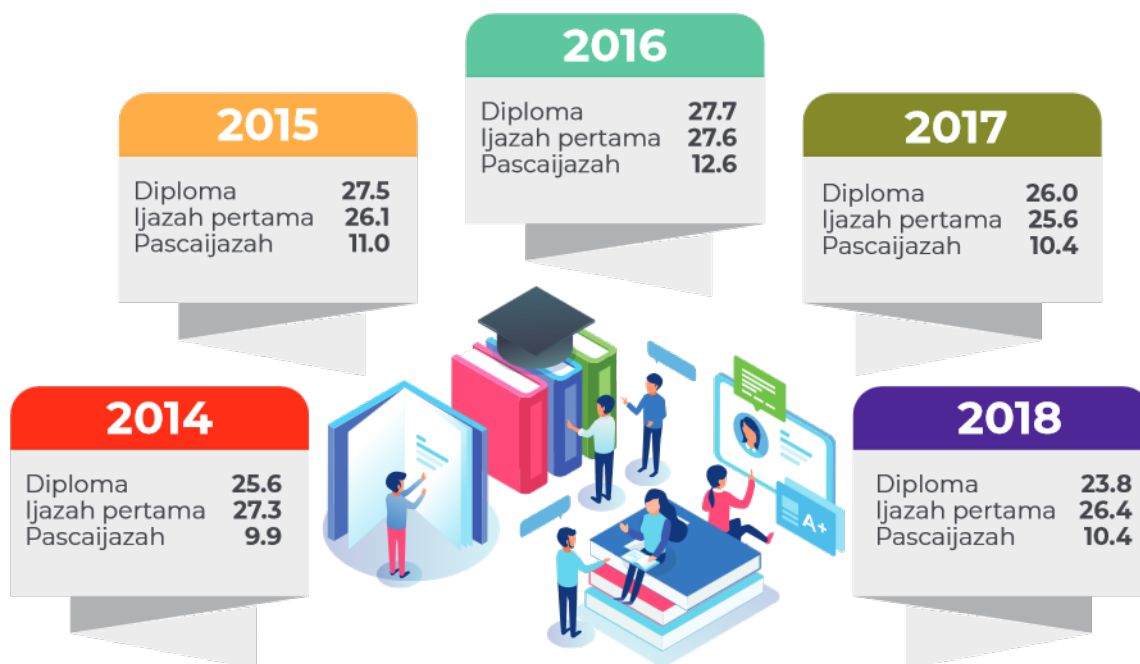 2014
Diploma 25.6
Ijazah pertama 27.3
Pascaijazah 9.9
2015
Diploma 27.5
Ijazah pertama 26.1
Pascaijazah 11.0
2016
Diploma 27.7
Ijazah pertama 27.6
Pascaijazah 12.6
2017
Diploma 26.0
Ijazah pertama 25.6
Pascaijazah 10.4
2018
Diploma 23.8
Ijazah pertama 26.4
Pascaijazah 10.4
A+